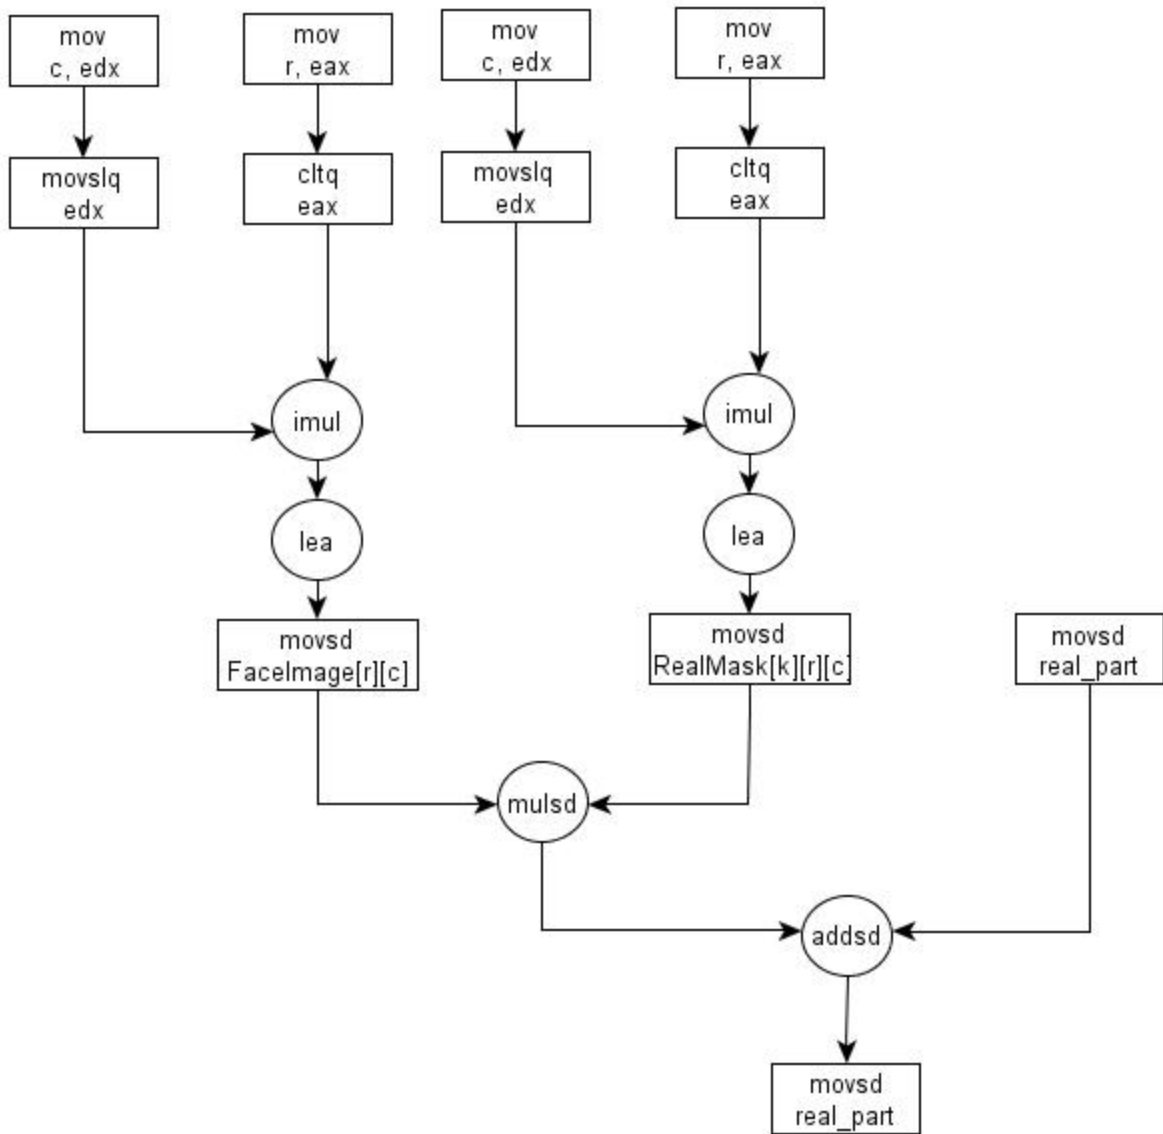 mov
c, edx
mov
r, eax
mov
c, edx
mov
r, eax
movslq
edx
cltq
eax
movslq
edx
cltq
eax
imul
imul
lea
lea
movsd
FaceImage[r][c]
movsd
RealMask[k][r][c]
movsd
real_part
mulsd
addsd
movsd
real_part